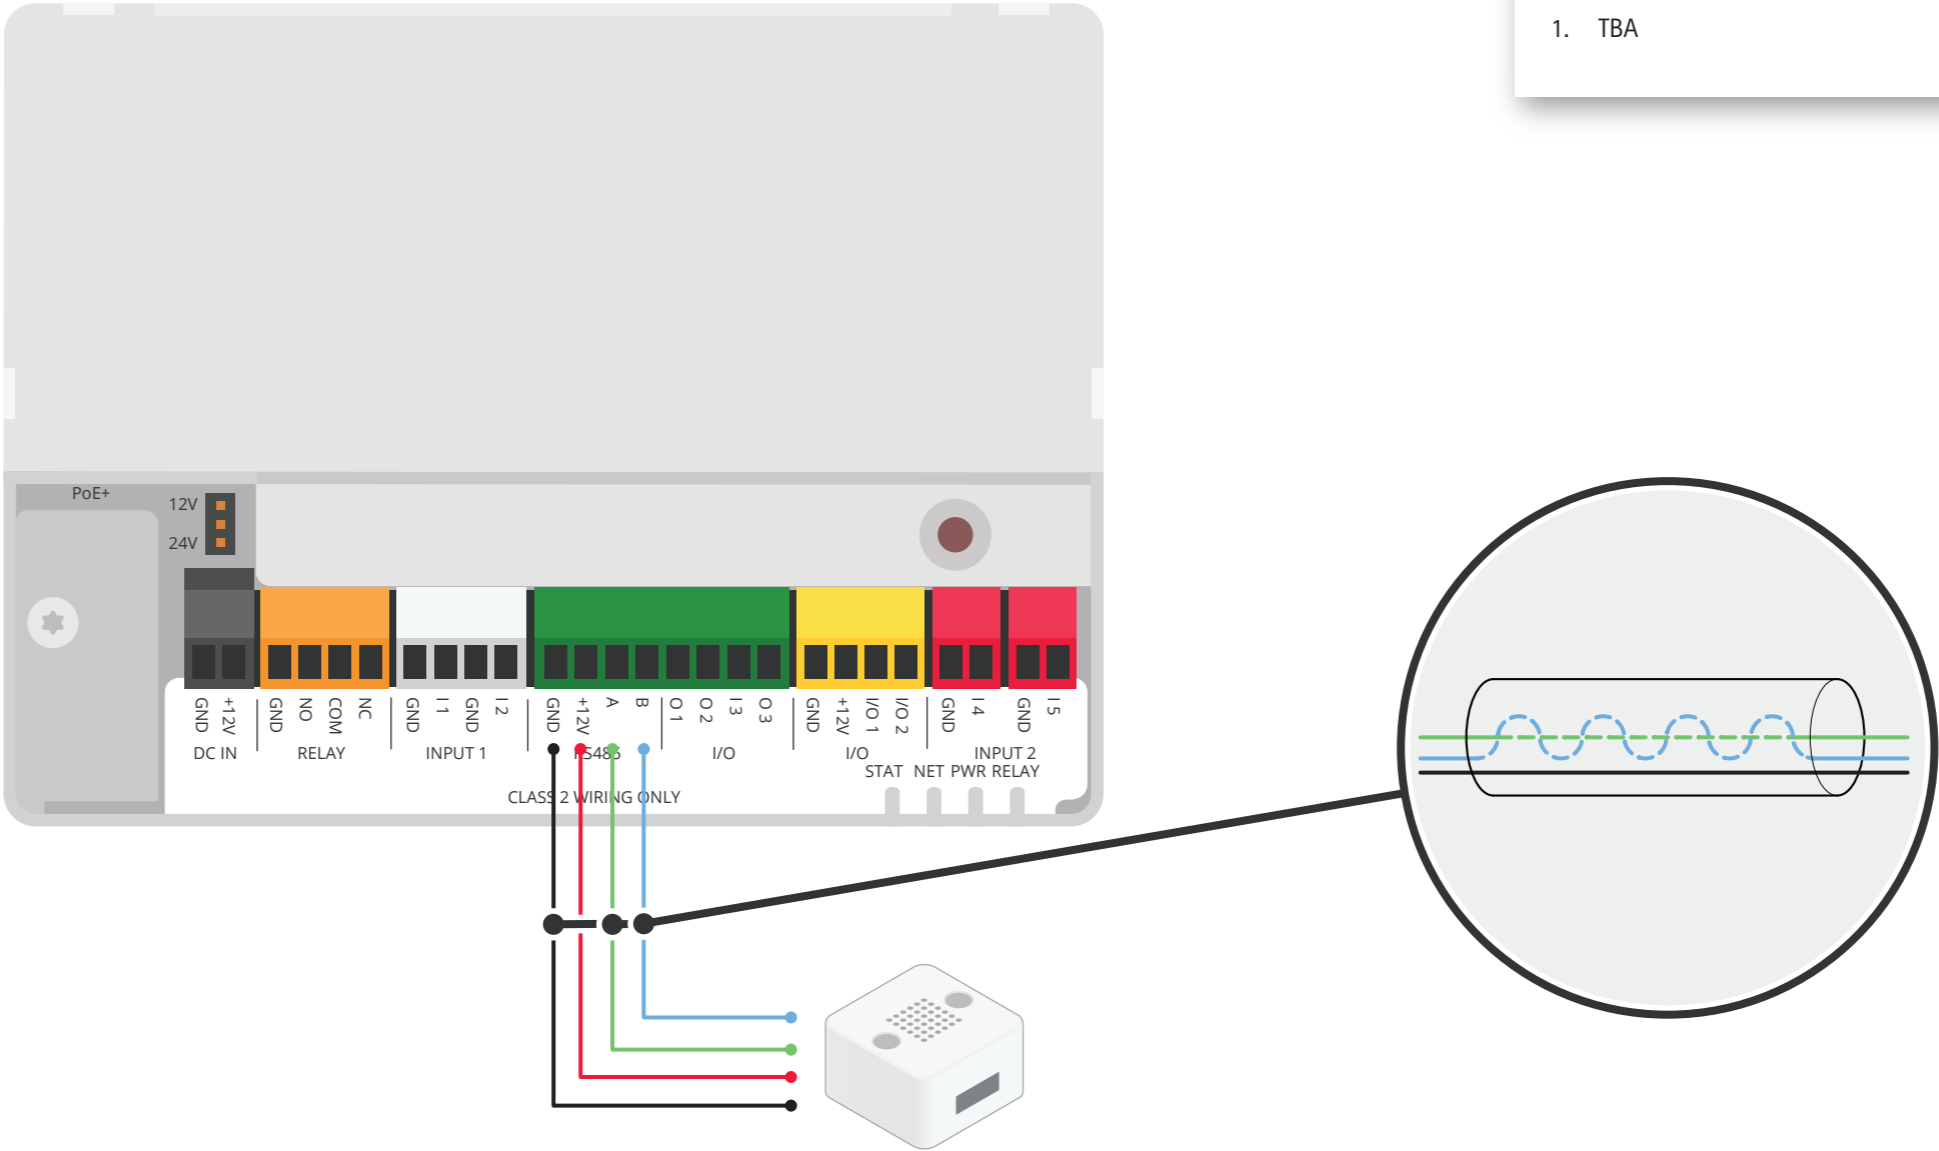 1. TBA
PoE+
12V
24V
GND +12V GND NO COM NC GND I 1 GND I 2 GND +12V A B O 1 O 2 I 3 O 3 GND +12V I/O 1 I/O 2 GND I 4 GND I 5
DC IN RELAY INPUT 1 RS485 I/O I/O INPUT 2
STAT NET PWR RELAY
CLASS 2 WIRING ONLY